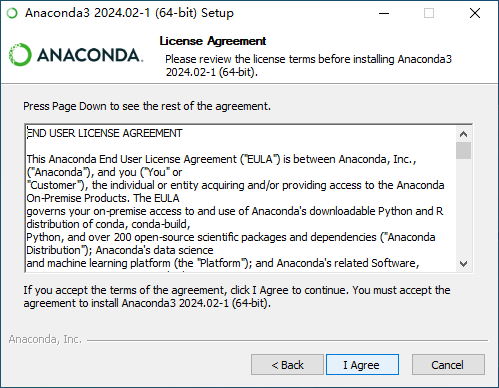 Anaconda3 2024.02-1 (64-bit) Setup
ANACONDA.
License Agreement
Please review the license terms before installing Anaconda3
2024.02-1 (64-bit).
Press Page Down to see the rest of the agreement.
END USER LICENSE AGREEMENT
This Anaconda End User License Agreement ("EULA") is between Anaconda, Inc.,
("Anaconda"), and you ("You" or
"Customer"), the individual or entity acquiring and/or providing access to the Anaconda
On-Premise Products. The EULA
governs your on-premise access to and use of Anaconda's downloadable Python and R
distribution of conda, conda-build,
Python, and over 200 open-source scientific packages and dependencies ("Anaconda
Distribution"); Anaconda's data science
and machine learning platform (the "Platform"); and Anaconda's related Software,
If you accept the terms of the agreement, click I Agree to continue. You must accept the
agreement to install Anaconda3 2024.02-1 (64-bit).
Anaconda, Inc.
< Back
I Agree
Cancel